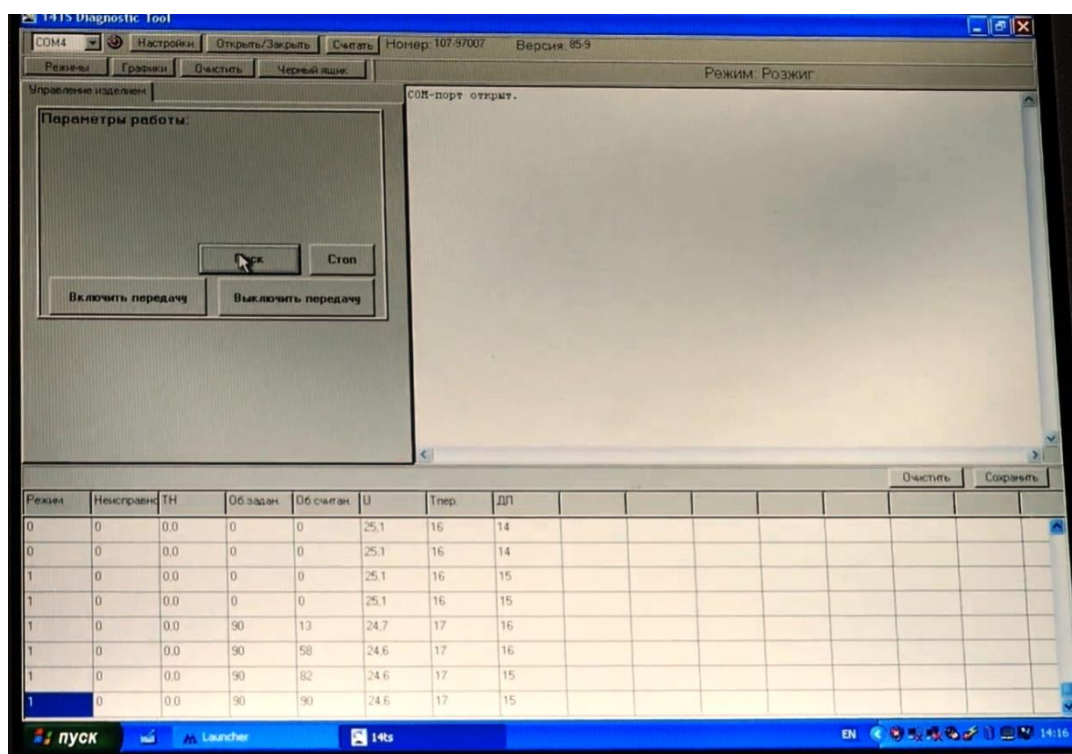 14TS Diagnostic Tool
COM4 Настройки Открыть/Закрыть Считать Номер: 107-97007 Версия: 85-9
Режимы Графики Очистить Черный ящик Режим: Розжиг
Управление изделием
COM-порт открыт.
Параметры работы:
Пуск Стоп
Включить передачу Выключить передачу
Очистить Сохранить
Режим Неисправно ТН Об.задан. Об.считан. U Tпер. ДП
0 0 0,0 0 0 25,1 16 14
0 0 0,0 0 0 25,1 16 14
1 0 0,0 0 0 25,1 16 15
1 0 0,0 0 0 25,1 16 15
1 0 0,0 90 13 24,7 17 16
1 0 0,0 90 58 24,6 17 16
1 0 0,0 90 82 24,6 17 15
1 0 0,0 90 90 24,6 17 15
пуск Launcher 14ts EN 14:16